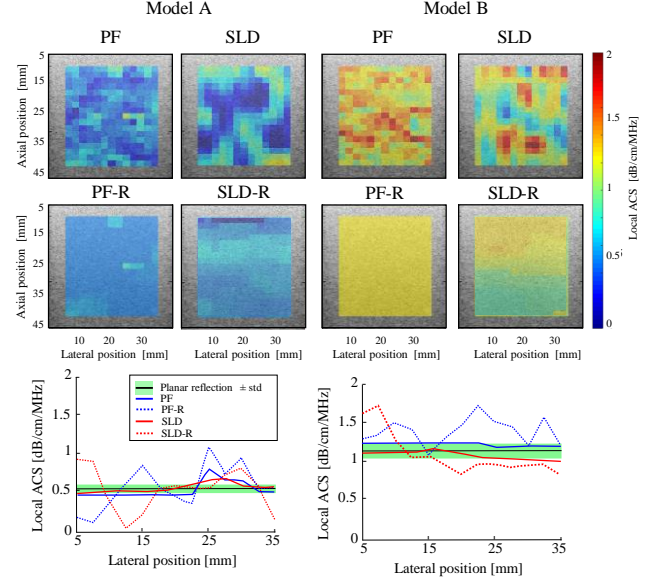 Model A
Model B
PF
SLD
PF
SLD
5
15
25
35
45
Axial position [mm]
2
1.5
1
0.5
0
Local ACS [dB/cm/MHz]
PF-R
SLD-R
PF-R
SLD-R
5
15
25
35
45
Axial position [mm]
10 20 30
10 20 30
10 20 30
10 20 30
Lateral position [mm]
Lateral position [mm]
Lateral position [mm]
Lateral position [mm]
2
1.5
1
0.5
0
Local ACS [dB/cm/MHz]
Planar reflection ± std
PF
PF-R
SLD
SLD-R
5 15 25 35
Lateral position [mm]
2
1.5
1
0.5
0
Local ACS [dB/cm/MHz]
5 15 25 35
Lateral position [mm]